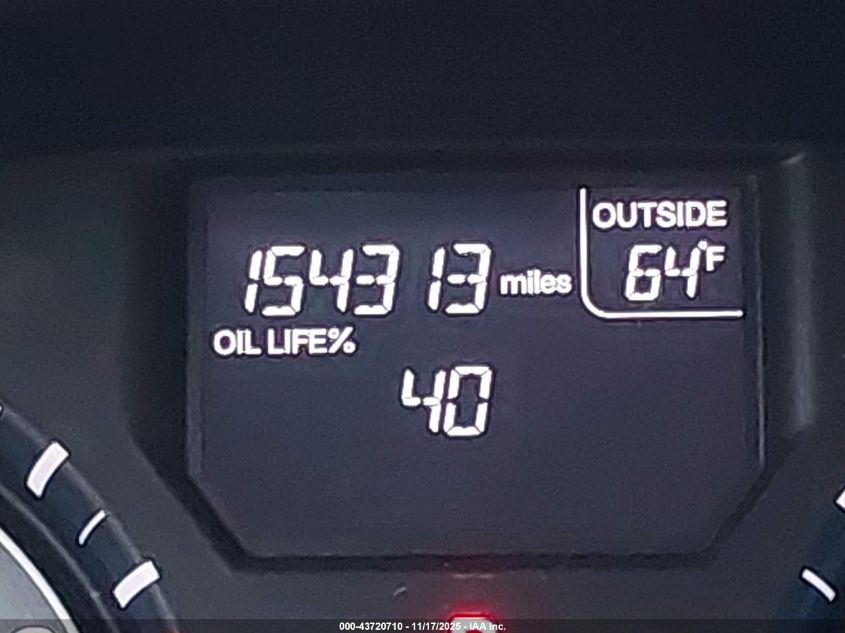 OUTSIDE
154313 miles 64°F
OIL LIFE%
40
000-43720710 - 11/17/2025 - IAA Inc.